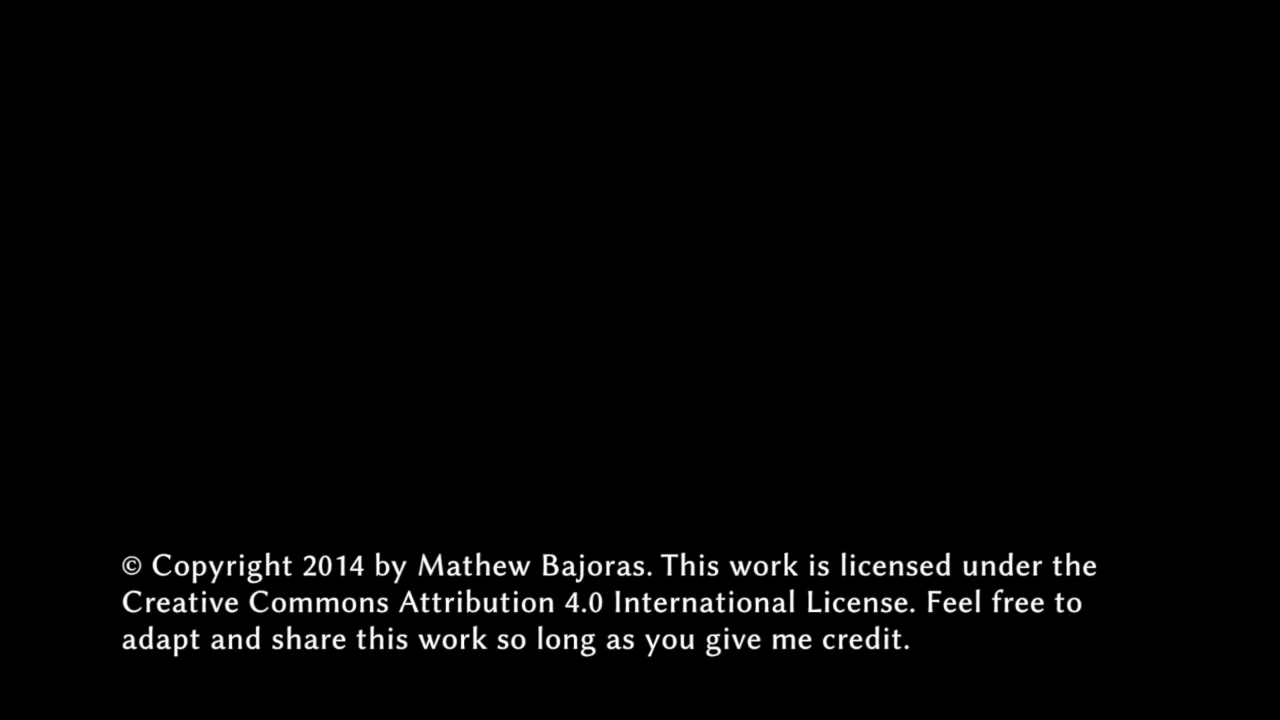 © Copyright 2014 by Mathew Bajoras. This work is licensed under the
Creative Commons Attribution 4.0 International License. Feel free to
adapt and share this work so long as you give me credit.